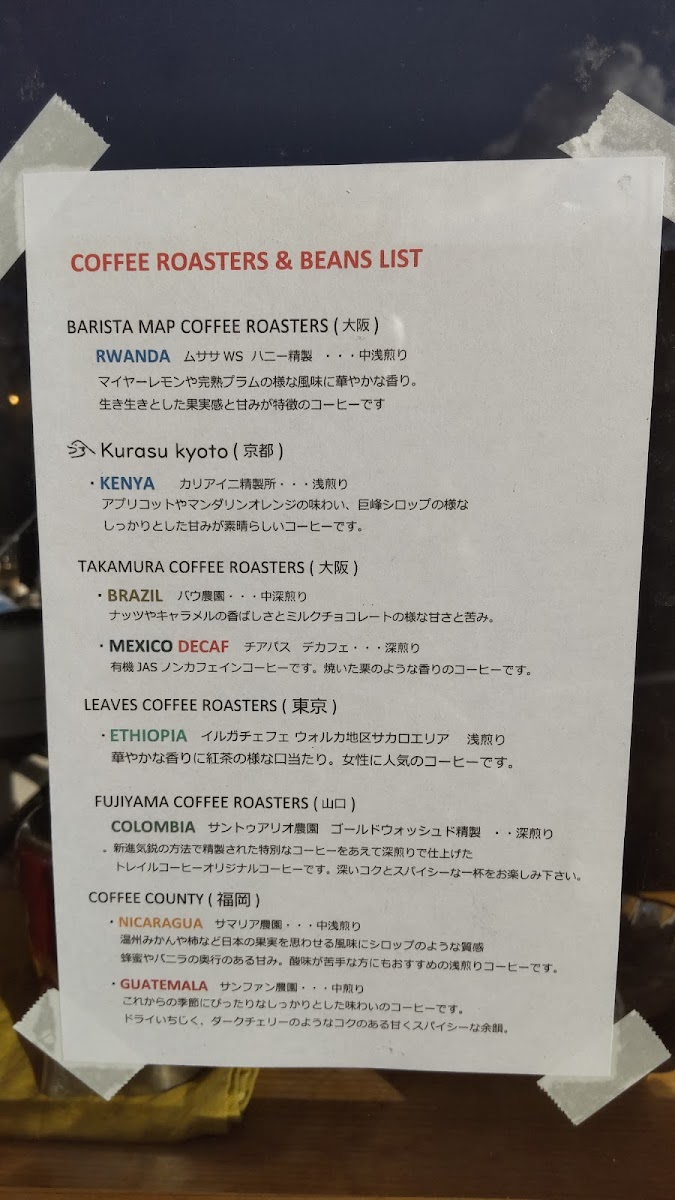 COFFEE ROASTERS & BEANS LIST
BARISTA MAP COFFEE ROASTERS ( 大阪 )
RWANDA ムササ WS ハニー精製 ・・・中浅煎り
マイヤーレモンや完熟プラムの様な風味に華やかな香り。
生き生きとした果実感と甘みが特徴のコーヒーです
Kurasu kyoto ( 京都 )
・KENYA カリアイニ精製所・・・浅煎り
アプリコットやマンダリンオレンジの味わい、巨峰シロップの様な
しっかりとした甘みが素晴らしいコーヒーです。
TAKAMURA COFFEE ROASTERS ( 大阪 )
・BRAZIL バウ農園・・・中深煎り
ナッツやキャラメルの香ばしさとミルクチョコレートの様な甘さと苦み。
・MEXICO DECAF チアパス デカフェ・・・深煎り
有機 JAS ノンカフェインコーヒーです。焼いた栗のような香りのコーヒーです。
LEAVES COFFEE ROASTERS ( 東京 )
・ETHIOPIA イルガチェフェ ウォルカ地区サカロエリア 浅煎り
華やかな香りに紅茶の様な口当たり。女性に人気のコーヒーです。
FUJIYAMA COFFEE ROASTERS ( 山口 )
COLOMBIA サントゥアリオ農園 ゴールドウォッシュド精製 ・・深煎り
。新進気鋭の方法で精製された特別なコーヒーをあえて深煎りで仕上げた
トレイルコーヒーオリジナルコーヒーです。深いコクとスパイシーな一杯をお楽しみ下さい。
COFFEE COUNTY ( 福岡 )
・NICARAGUA サマリア農園・・・中浅煎り
温州みかんや柿など日本の果実を思わせる風味にシロップのような質感
蜂蜜やバニラの奥行のある甘み。酸味が苦手な方にもおすすめの浅煎りコーヒーです。
・GUATEMALA サンファン農園・・・中煎り
これからの季節にぴったりなしっかりとした味わいのコーヒーです。
ドライいちじく、ダークチェリーのようなコクのある甘くスパイシーな余韻。